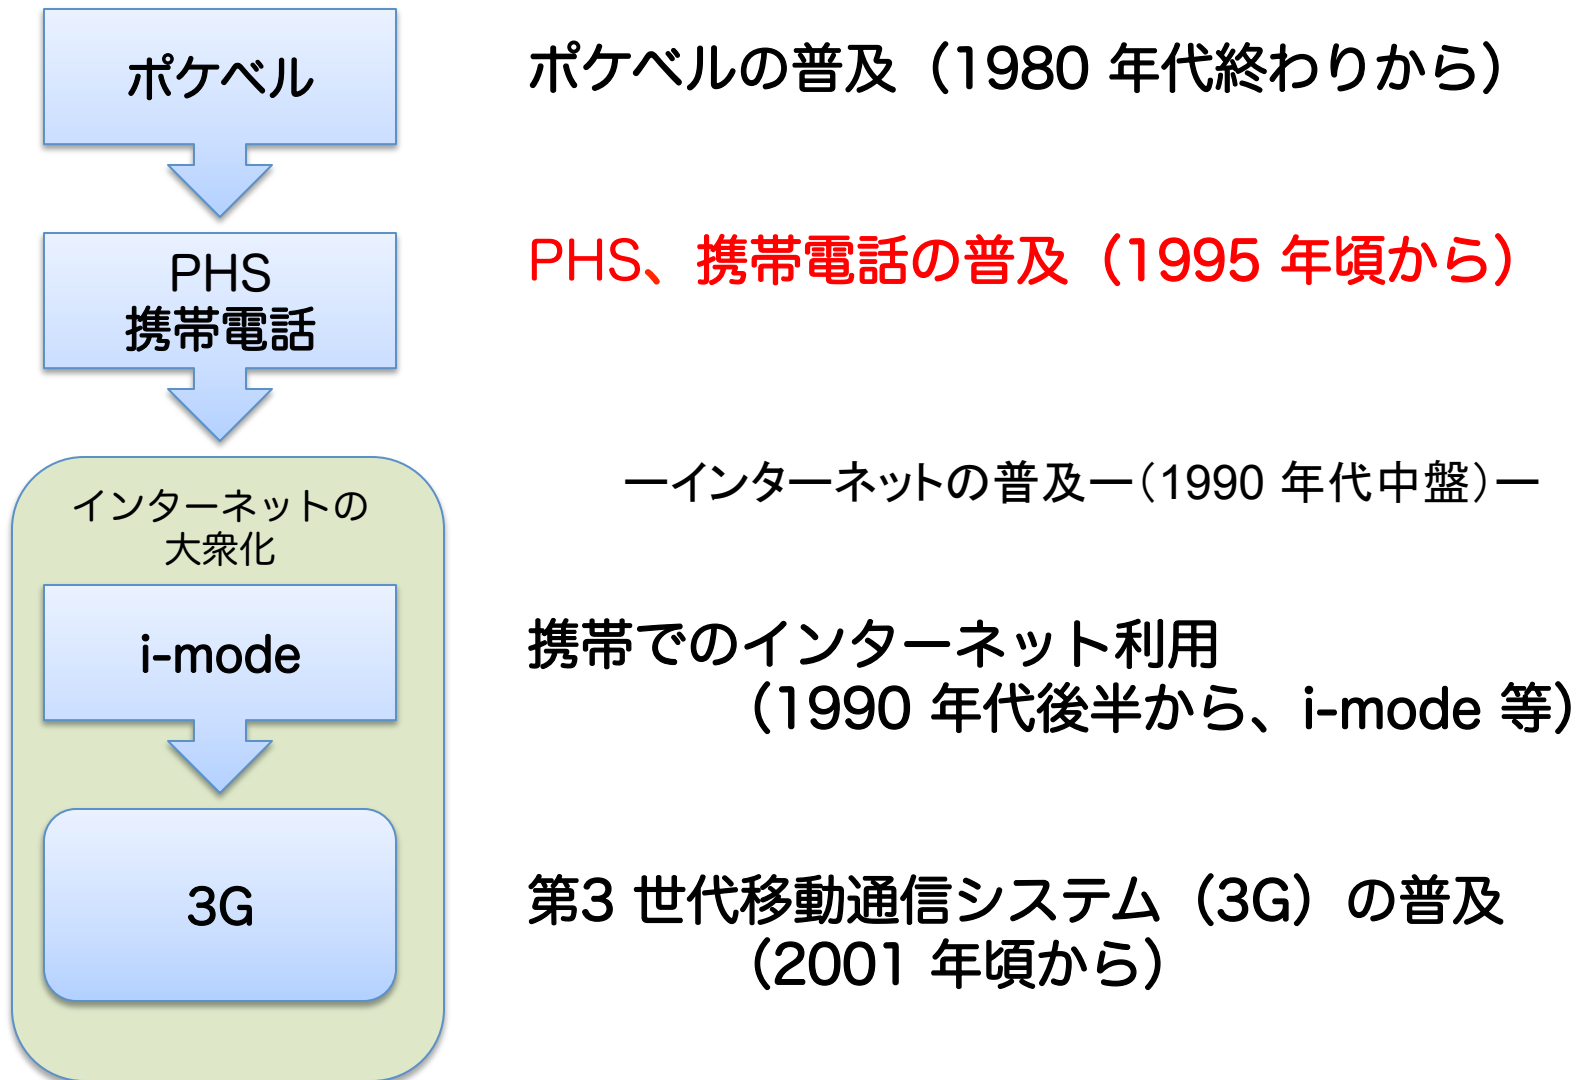 ポケベル
ポケベルの普及（1980 年代終わりから）
PHS
携帯電話
PHS、携帯電話の普及（1995 年頃から）
インターネットの
大衆化
ーインターネットの普及ー（1990 年代中盤）ー
i-mode
携帯でのインターネット利用
（1990 年代後半から、i-mode 等）
3G
第3 世代移動通信システム（3G）の普及
（2001 年頃から）